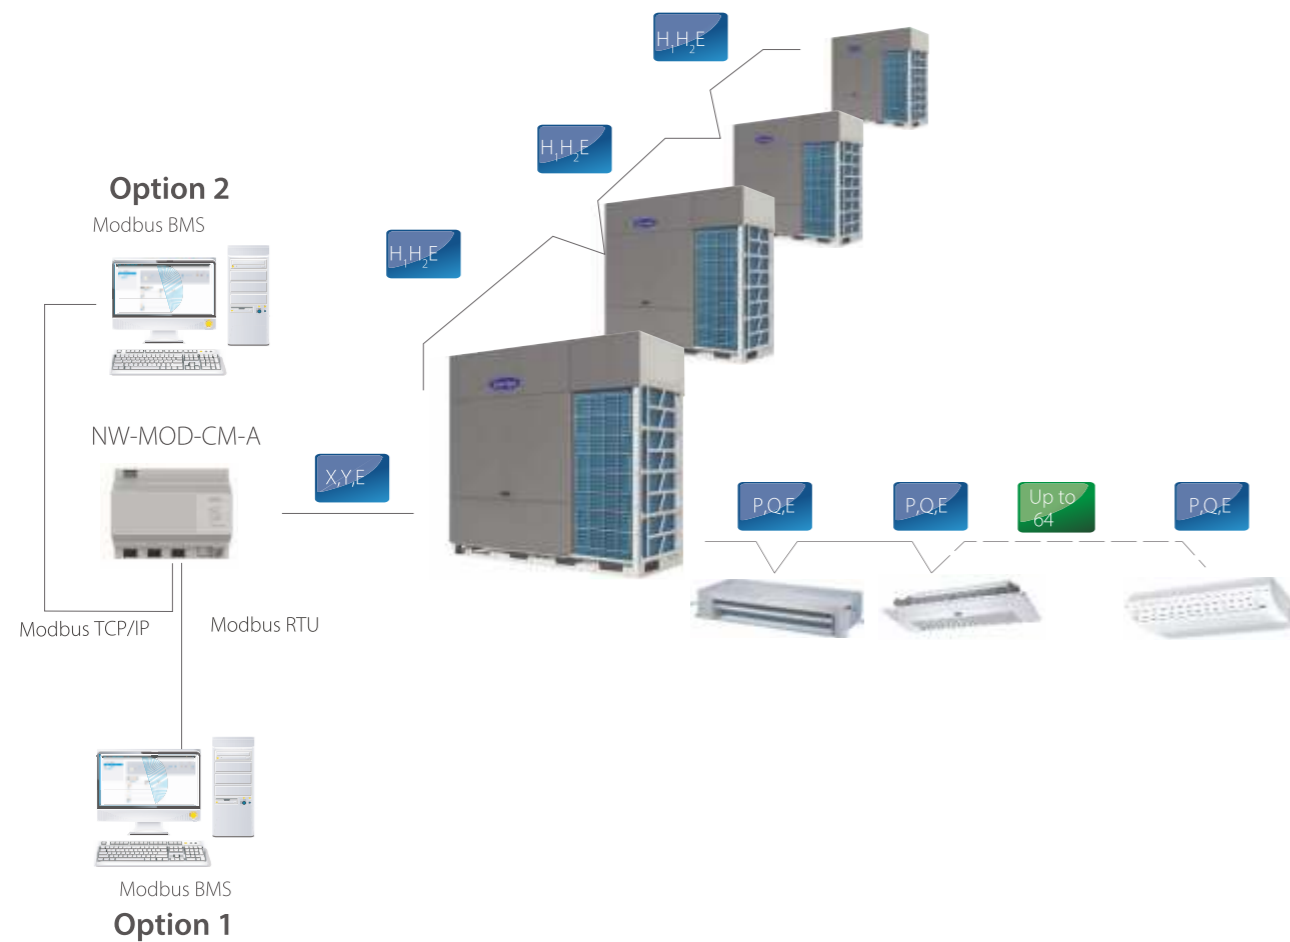 H₁H₂E
H₁H₂E
Option 2
Modbus BMS
H₁H₂E
NW-MOD-CM-A
X,Y,E
P,Q,E
P,Q,E
Up to
64
P,Q,E
Modbus TCP/IP
Modbus RTU
Modbus BMS
Option 1